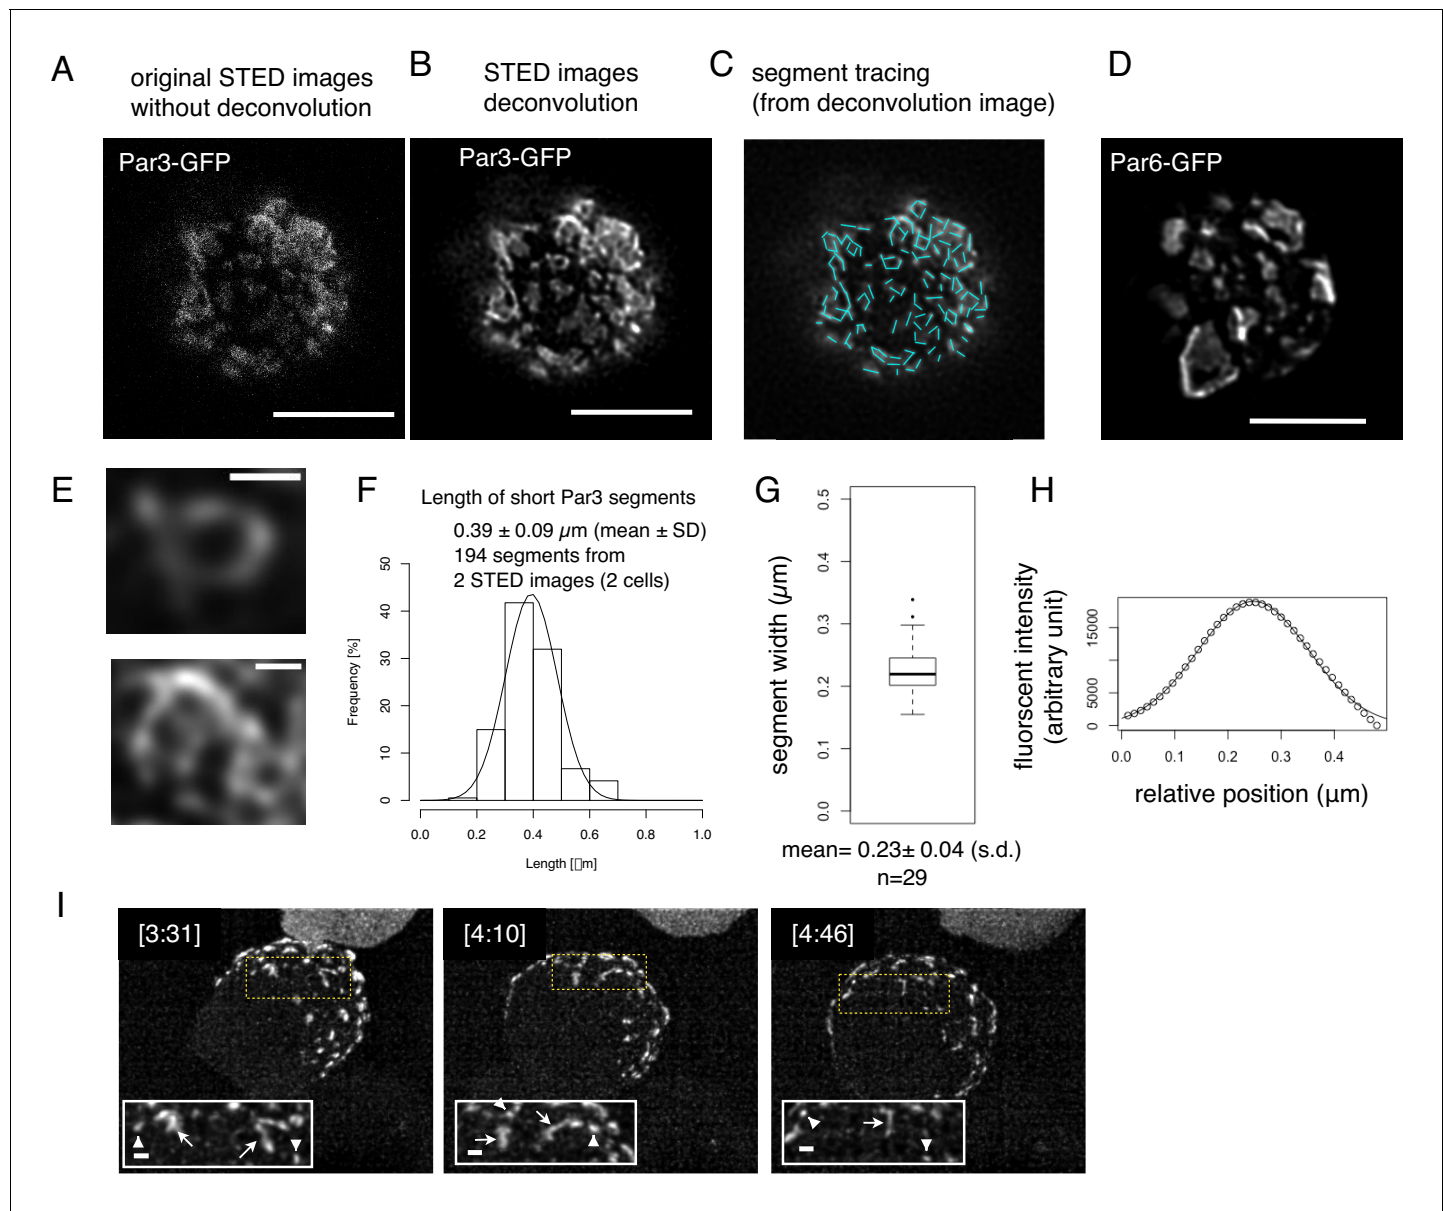 A
original STED images
without deconvolution
B
STED images
deconvolution
C
segment tracing
(from deconvolution image)
D
Par3-GFP
Par3-GFP
Par6-GFP
E
F
Length of short Par3 segments
0.39 ± 0.09 µm (mean ± SD)
194 segments from
2 STED images (2 cells)
Frequency [%]
50
40
30
20
10
0
0.0 0.2 0.4 0.6 0.8 1.0
Length [▯m]
G
segment width (µm)
0.5
0.4
0.3
0.2
0.1
0.0
mean= 0.23± 0.04 (s.d.)
n=29
H
fluorscent intensity
(arbitrary unit)
15000
5000
0
0.0 0.1 0.2 0.3 0.4
relative position (µm)
I
[3:31]
[4:10]
[4:46]